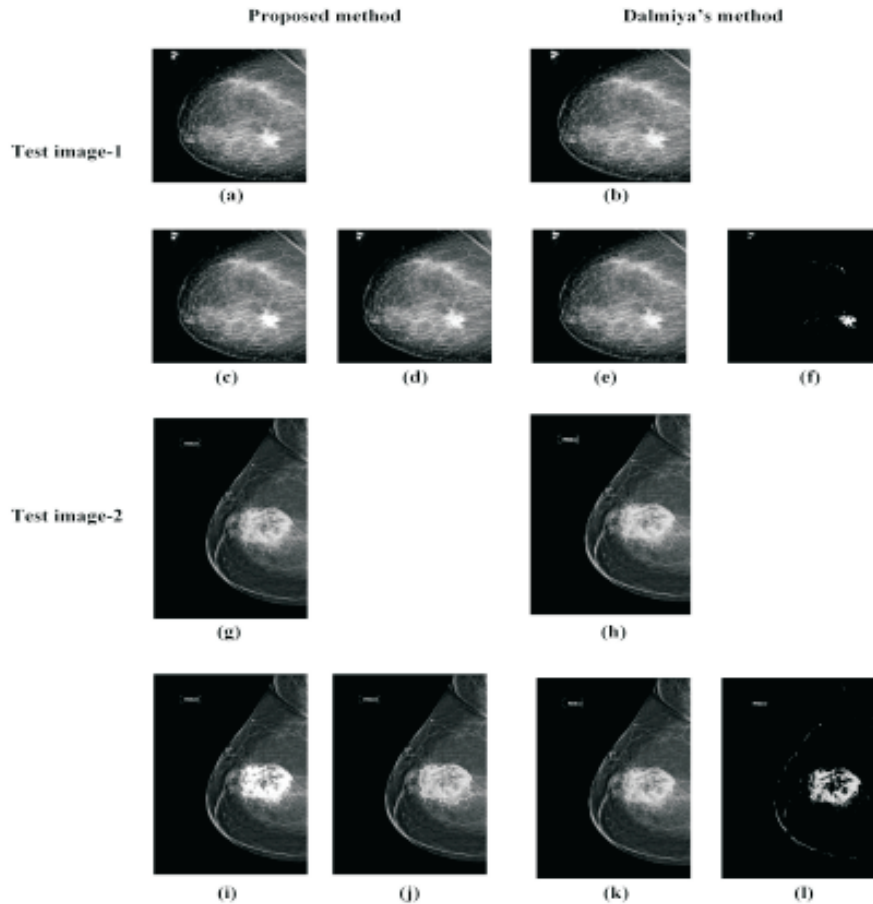 Proposed method Dalmiya's method
Test image-1
(a) (b)
(c) (d) (e) (f)
Test image-2
(g) (h)
(i) (j) (k) (l)